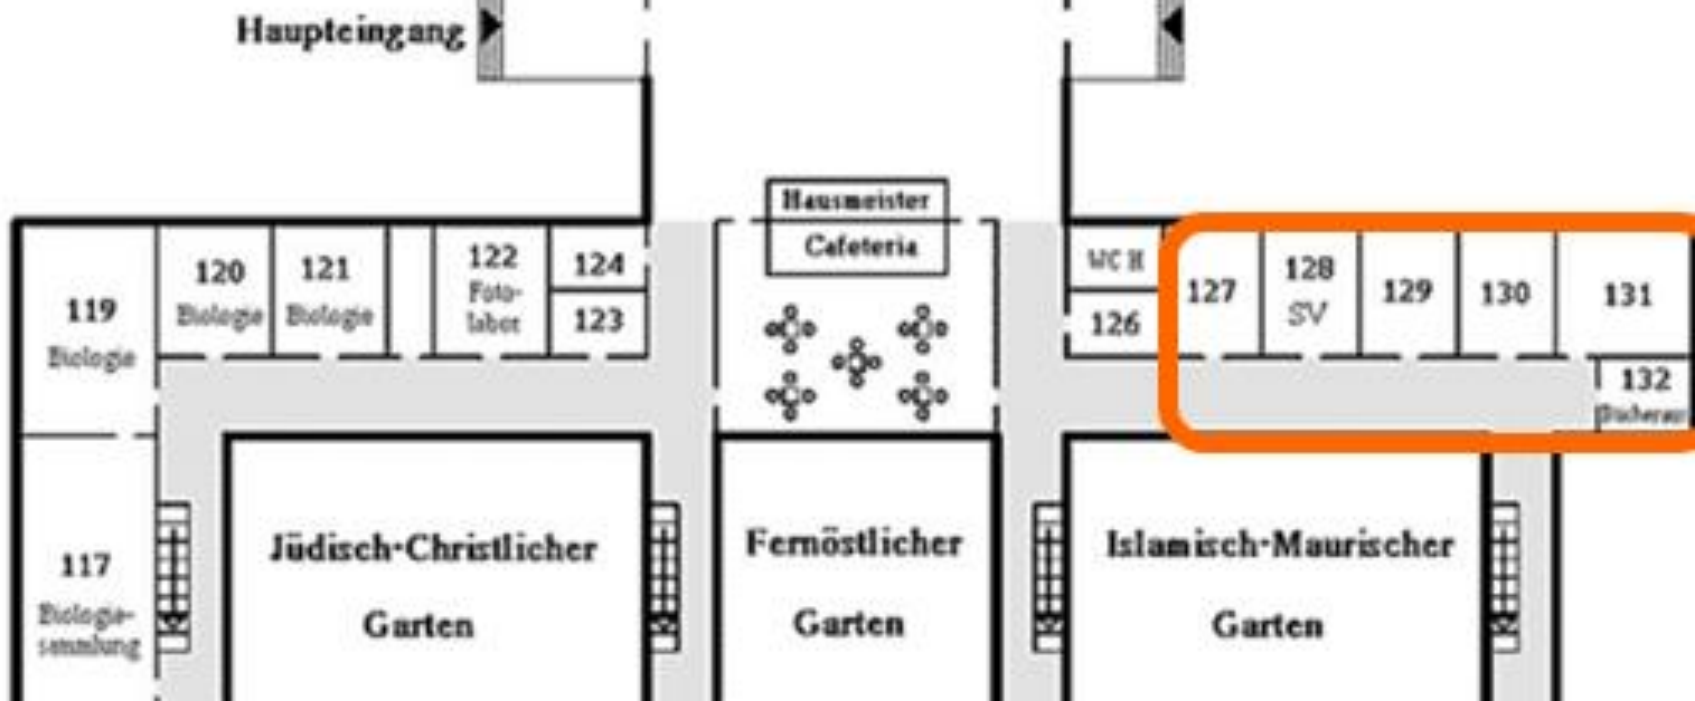 Haupteingang
Hausmeister
Cafeteria
119
Biologie
120
Biologie
121
Biologie
122
Foto-
labor
124
123
WC H
126
127
128
SV
129
130
131
132
117
Biologie-
sammlung
Jüdisch-Christlicher
Garten
Fernöstlicher
Garten
Islamisch-Maurischer
Garten